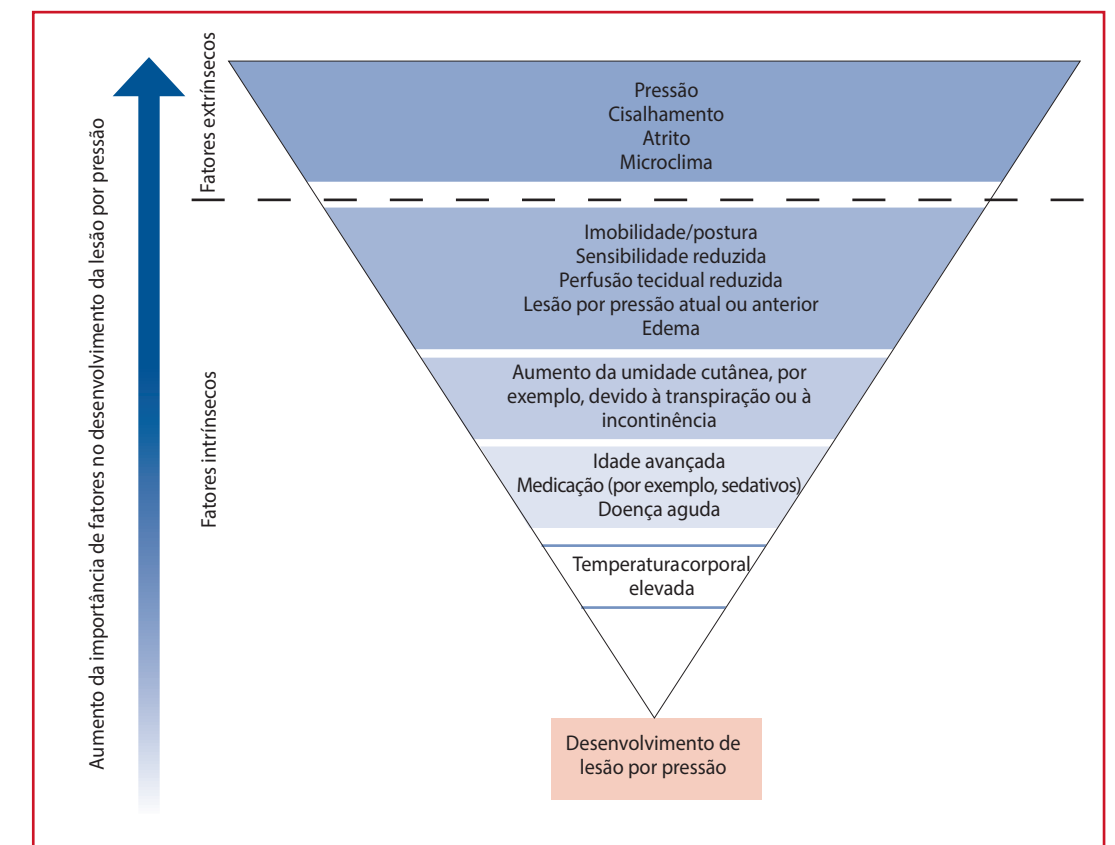 Aumento da importância de fatores no desenvolvimento da lesão por pressão
Fatores extrínsecos
Pressão
Cisalhamento
Atrito
Microclima
Fatores intrínsecos
Imobilidade/postura
Sensibilidade reduzida
Perfusão tecidual reduzida
Lesão por pressão atual ou anterior
Edema
Aumento da umidade cutânea, por
exemplo, devido à transpiração ou à
incontinência
Idade avançada
Medicação (por exemplo, sedativos)
Doença aguda
Temperatura corporal
elevada
Desenvolvimento de
lesão por pressão